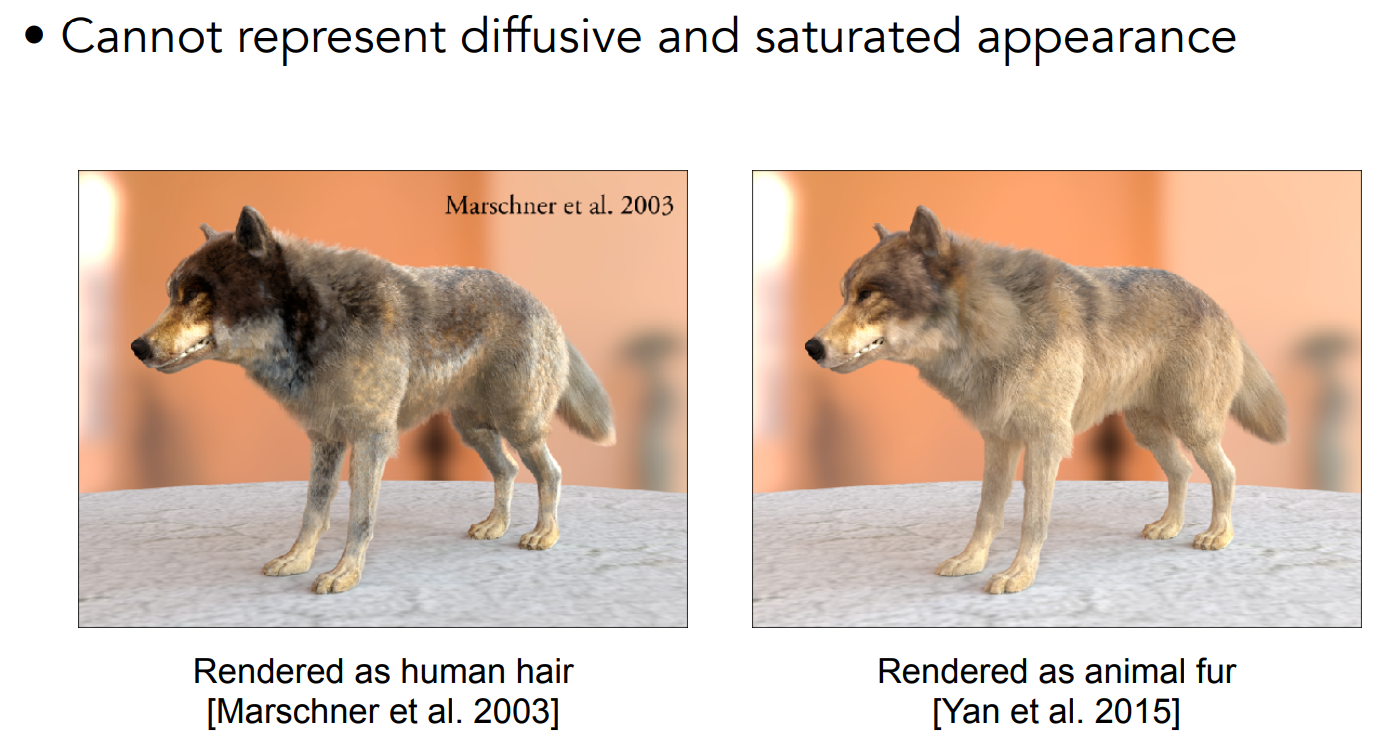 • Cannot represent diffusive and saturated appearance
Marschner et al. 2003
Rendered as human hair
[Marschner et al. 2003]
Rendered as animal fur
[Yan et al. 2015]